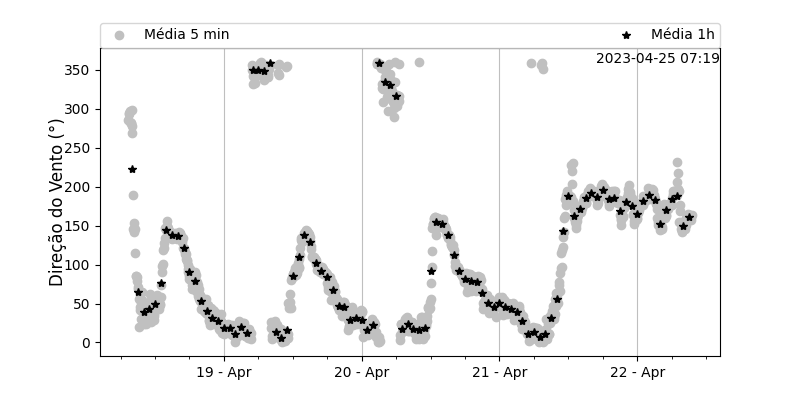 Média 5 min
Média 1h
2023-04-25 07:19
Direção do Vento (°)
350
300
250
200
150
100
50
0
19 - Apr
20 - Apr
21 - Apr
22 - Apr